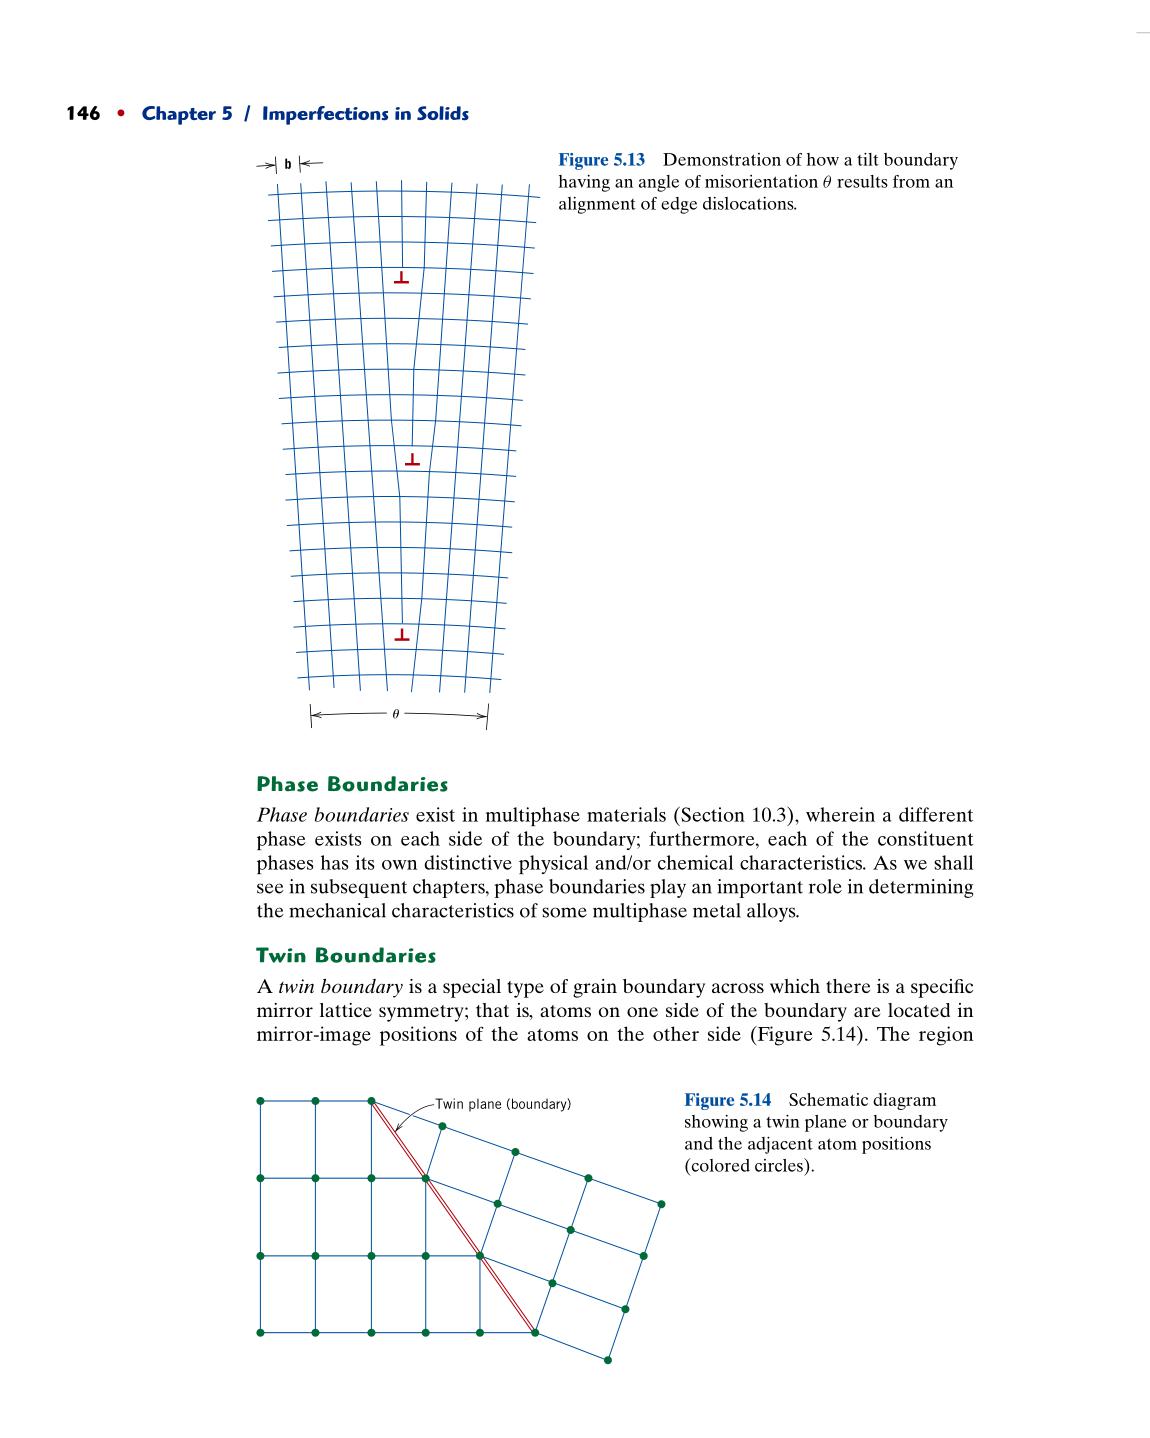 146 • Chapter 5 / Imperfections in Solids
b
Figure 5.13 Demonstration of how a tilt boundary
having an angle of misorientation θ results from an
alignment of edge dislocations.
θ
Phase Boundaries
Phase boundaries exist in multiphase materials (Section 10.3), wherein a different
phase exists on each side of the boundary; furthermore, each of the constituent
phases has its own distinctive physical and/or chemical characteristics. As we shall
see in subsequent chapters, phase boundaries play an important role in determining
the mechanical characteristics of some multiphase metal alloys.
Twin Boundaries
A twin boundary is a special type of grain boundary across which there is a specific
mirror lattice symmetry; that is, atoms on one side of the boundary are located in
mirror-image positions of the atoms on the other side (Figure 5.14). The region
Twin plane (boundary)
Figure 5.14 Schematic diagram
showing a twin plane or boundary
and the adjacent atom positions
(colored circles).